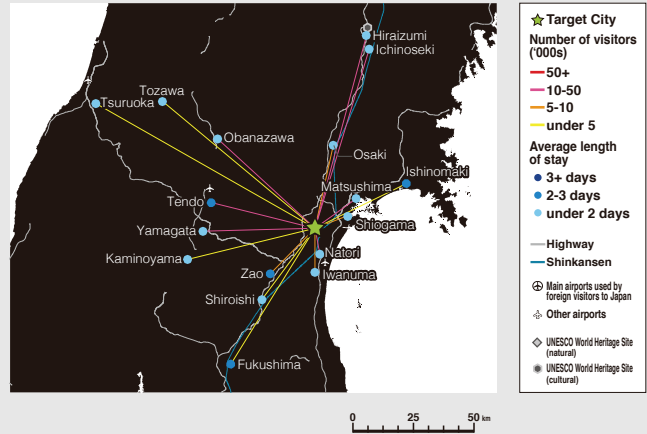 Hiraizumi
Ichinoseki
Tozawa
Tsuruoka
Obanazawa
Osaki
Ishinomaki
Matsushima
Tendo
Shiogama
Yamagata
Natori
Kaminoyama
Zao
Iwanuma
Shiroishi
Fukushima
0 25 50 km
Target City
Number of visitors
('000s)
50+
10-50
5-10
under 5
Average length
of stay
3+ days
2-3 days
under 2 days
Highway
Shinkansen
Main airports used by
foreign visitors to Japan
Other airports
UNESCO World Heritage Site
(natural)
UNESCO World Heritage Site
(cultural)